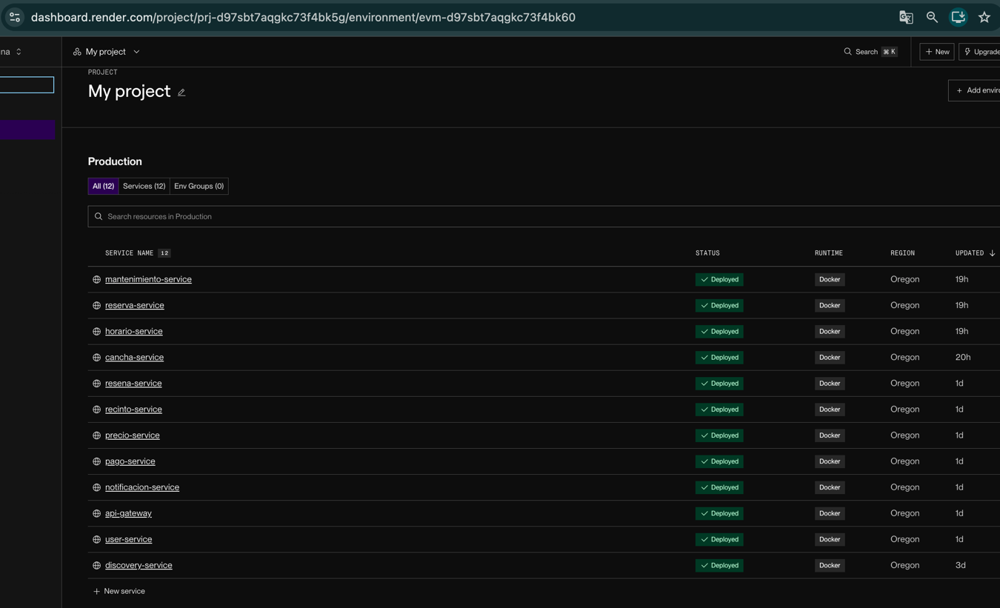 dashboard.render.com/project/prj-d97sbt7aqgkc73f4bk5g/environment/evm-d97sbt7aqgkc73f4bk60
na My project Search ⌘ K + New Upgrade
PROJECT
My project
+ Add enviro
Production
All (12) Services (12) Env Groups (0)
Search resources in Production
SERVICE NAME 12 STATUS RUNTIME REGION UPDATED ↓
mantenimiento-service ✓ Deployed Docker Oregon 19h
reserva-service ✓ Deployed Docker Oregon 19h
horario-service ✓ Deployed Docker Oregon 19h
cancha-service ✓ Deployed Docker Oregon 20h
resena-service ✓ Deployed Docker Oregon 1d
recinto-service ✓ Deployed Docker Oregon 1d
precio-service ✓ Deployed Docker Oregon 1d
pago-service ✓ Deployed Docker Oregon 1d
notificacion-service ✓ Deployed Docker Oregon 1d
api-gateway ✓ Deployed Docker Oregon 1d
user-service ✓ Deployed Docker Oregon 1d
discovery-service ✓ Deployed Docker Oregon 3d
+ New service